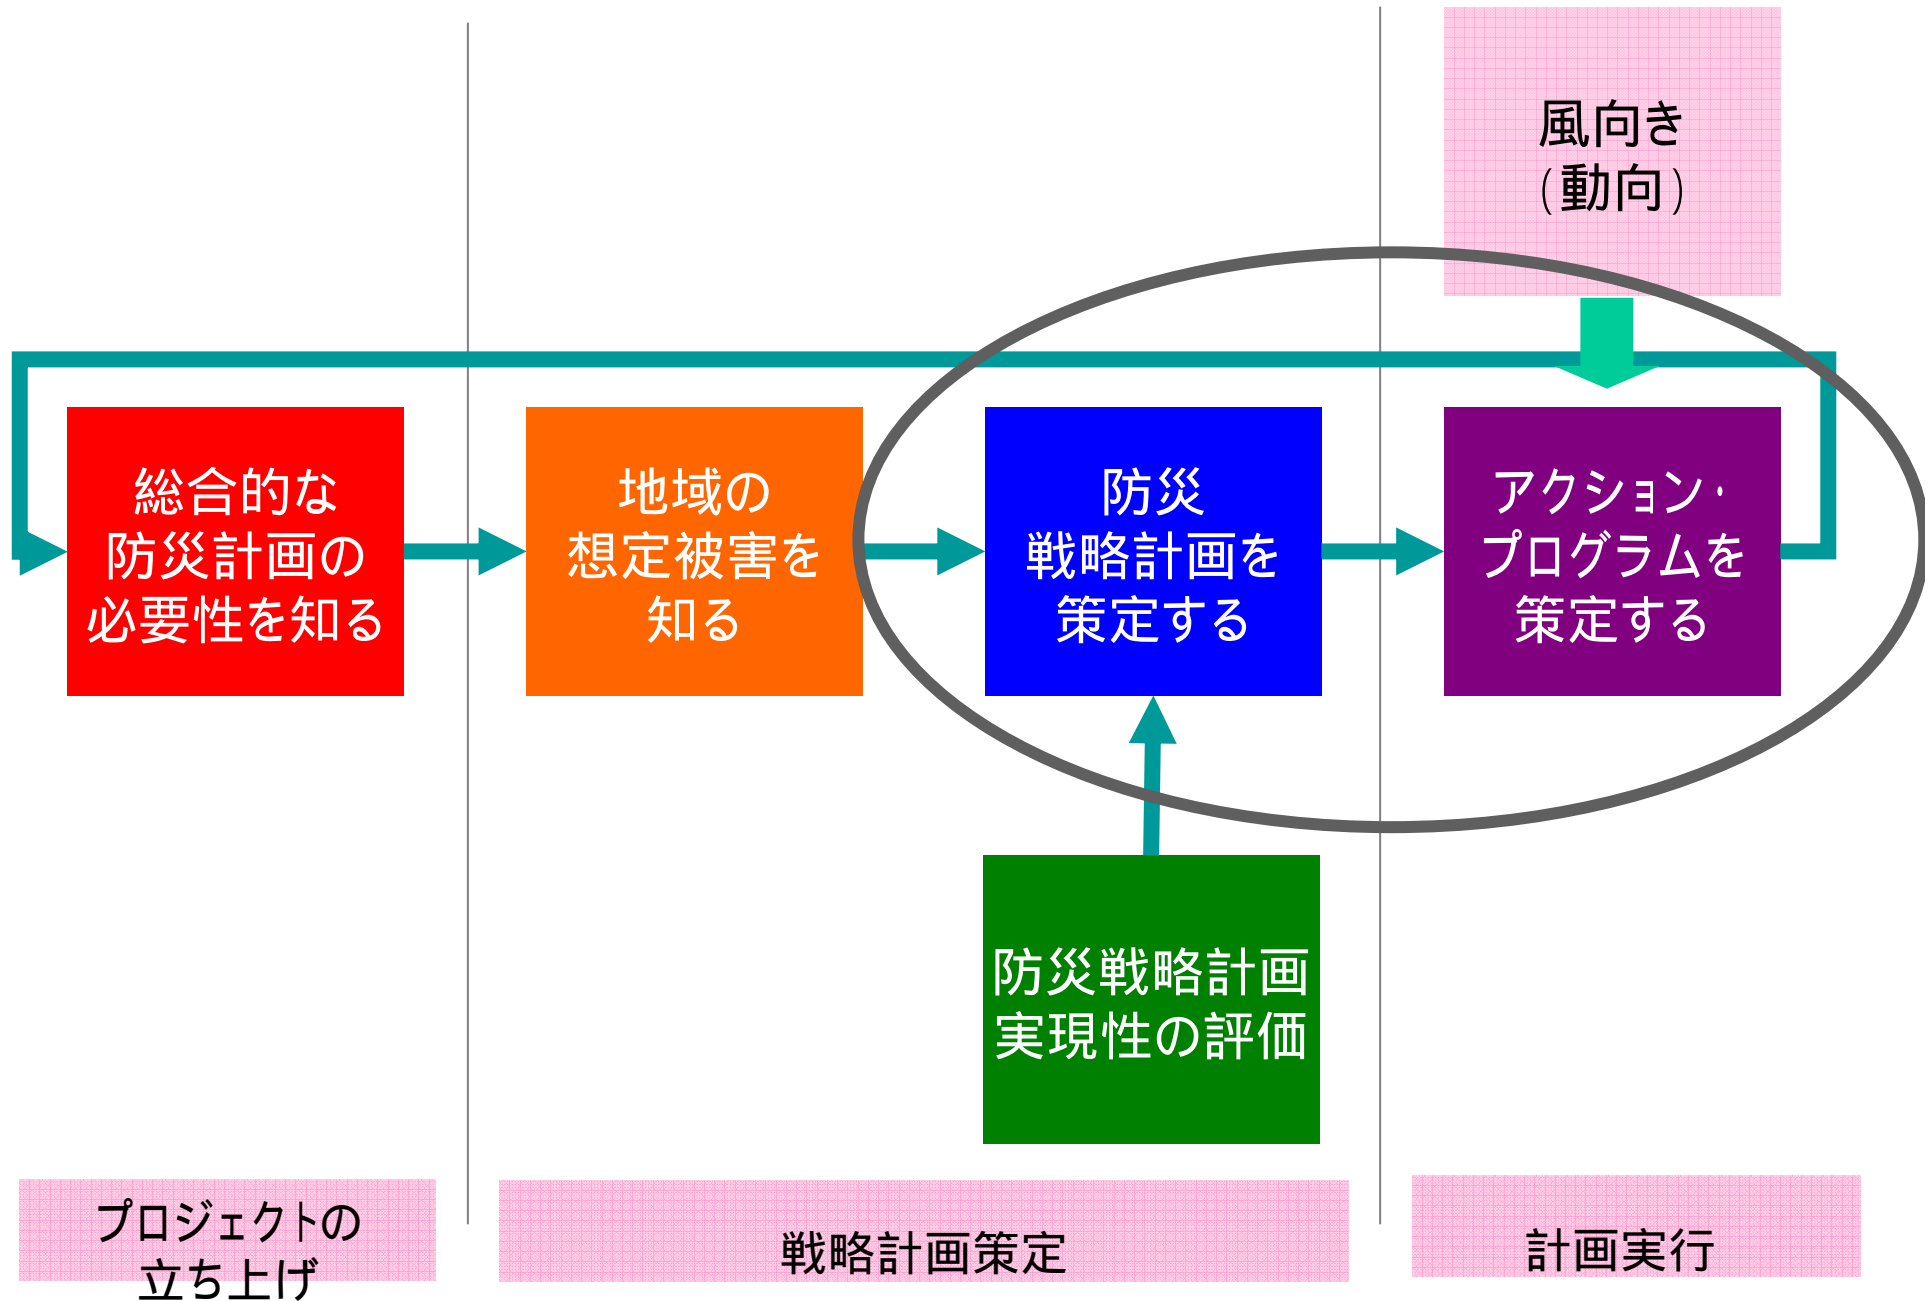 風向き
(動向)
総合的な
防災計画の
必要性を知る
地域の
想定被害を
知る
防災
戦略計画を
策定する
アクション・
プログラムを
策定する
防災戦略計画
実現性の評価
プロジェクトの
立ち上げ
戦略計画策定
計画実行